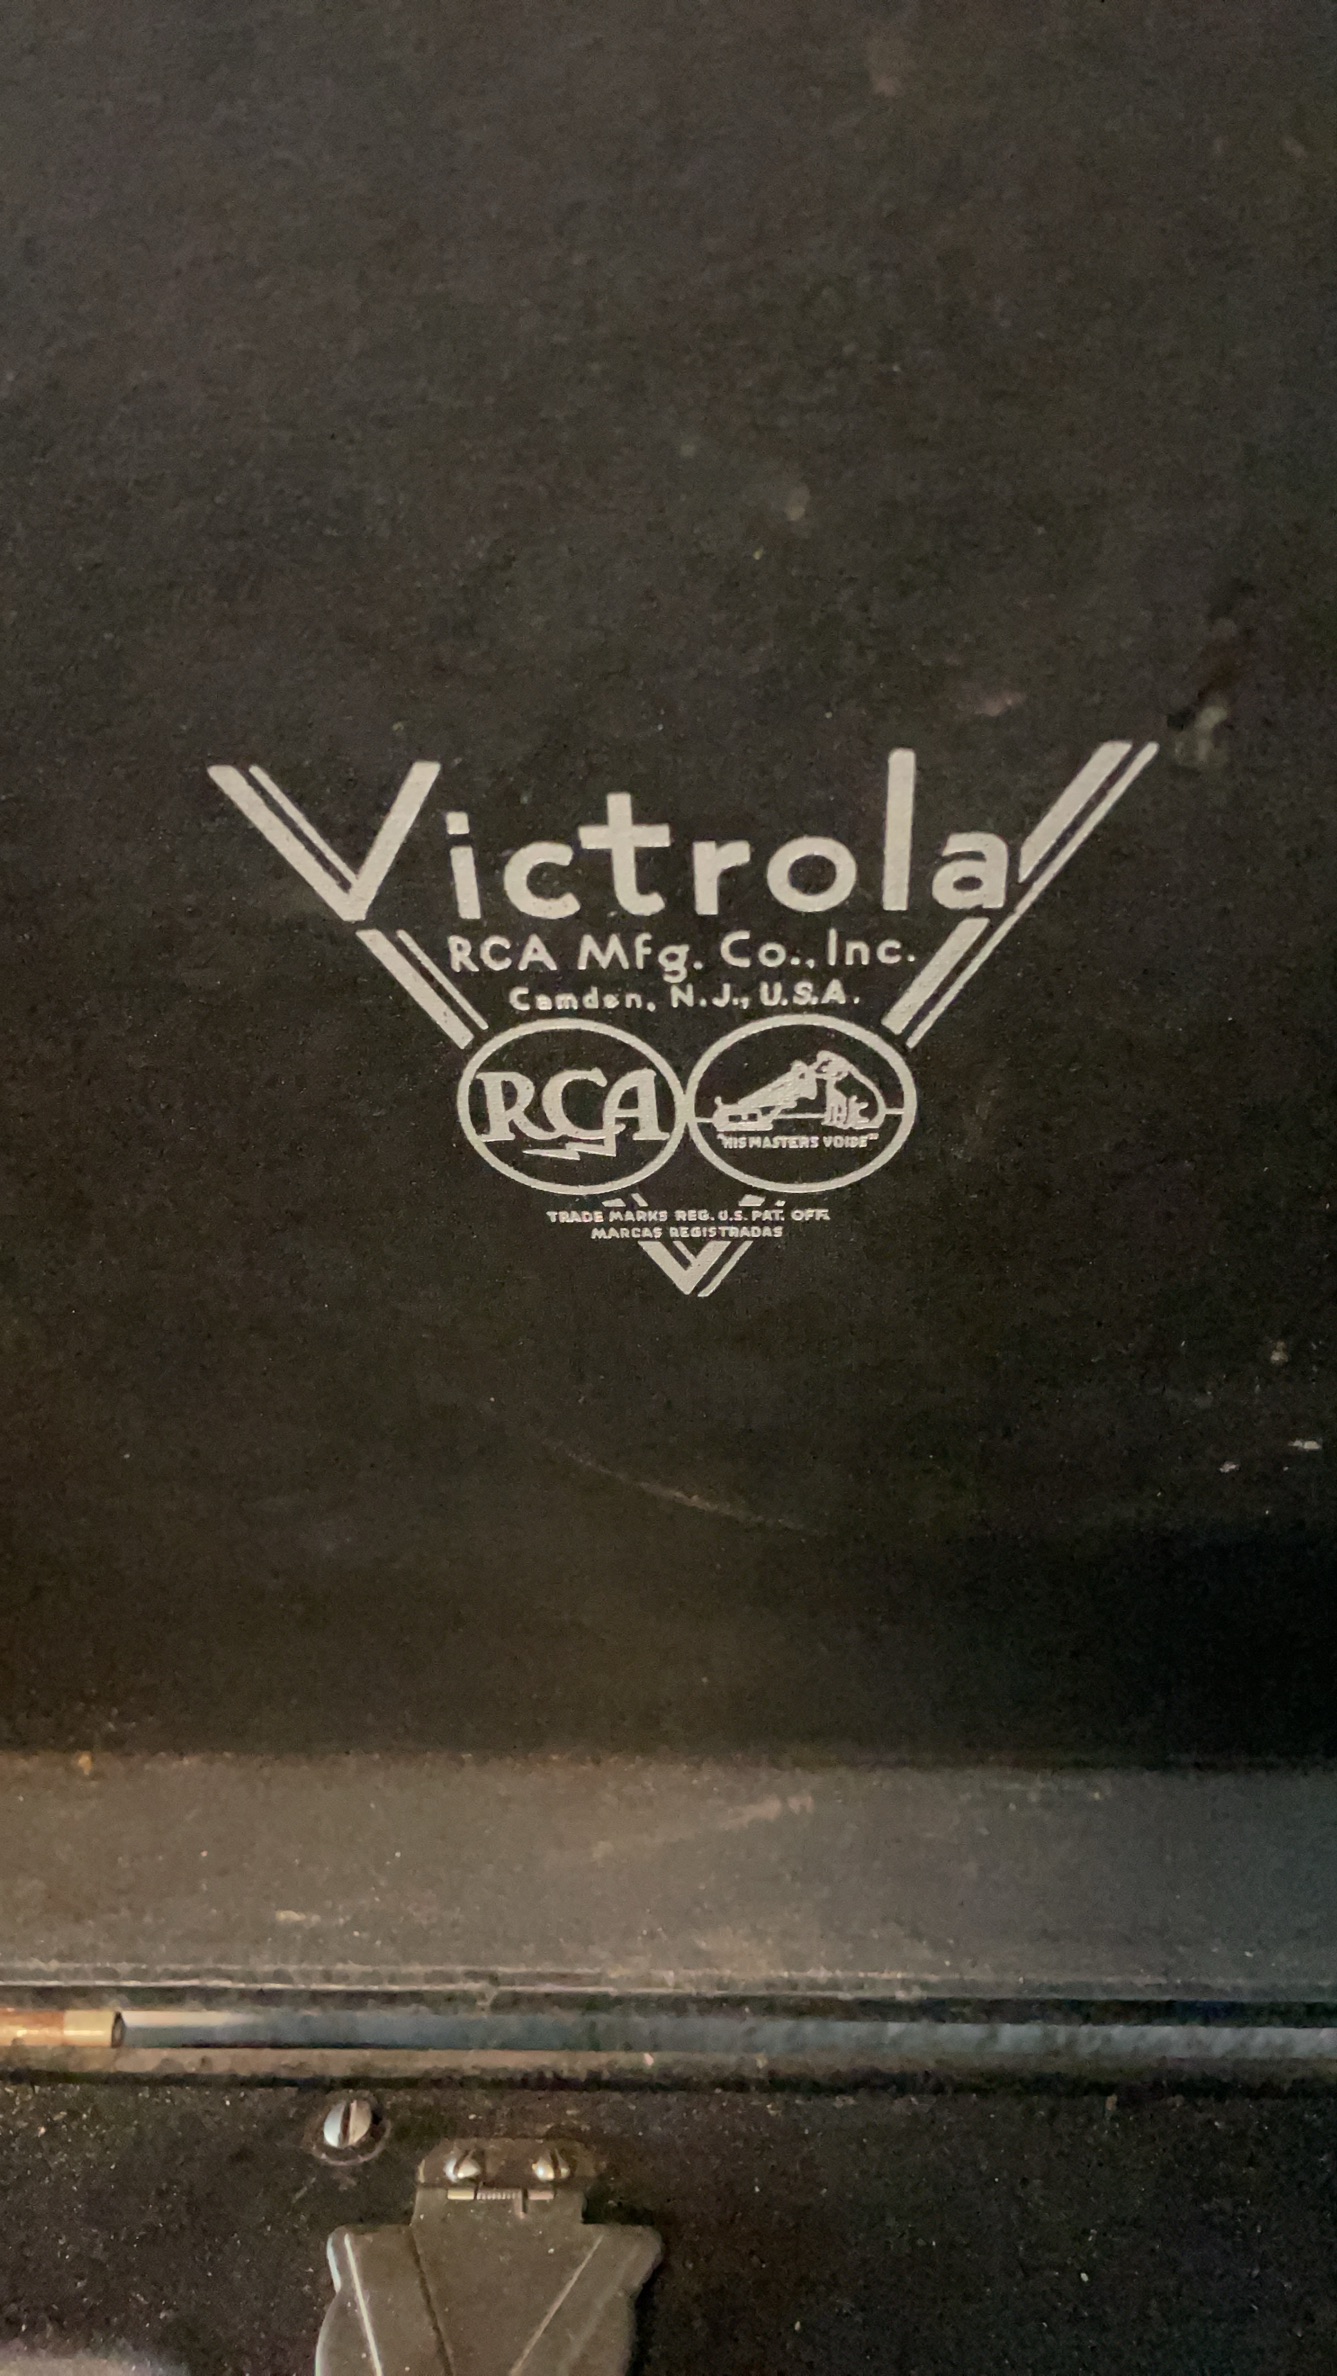 Victrola
RCA Mfg. Co., Inc.
Camden, N.J., U.S.A.
RCA
"HIS MASTERS VOICE"
TRADE MARKS REG. U.S. PAT. OFF.
MARCAS REGISTRADAS